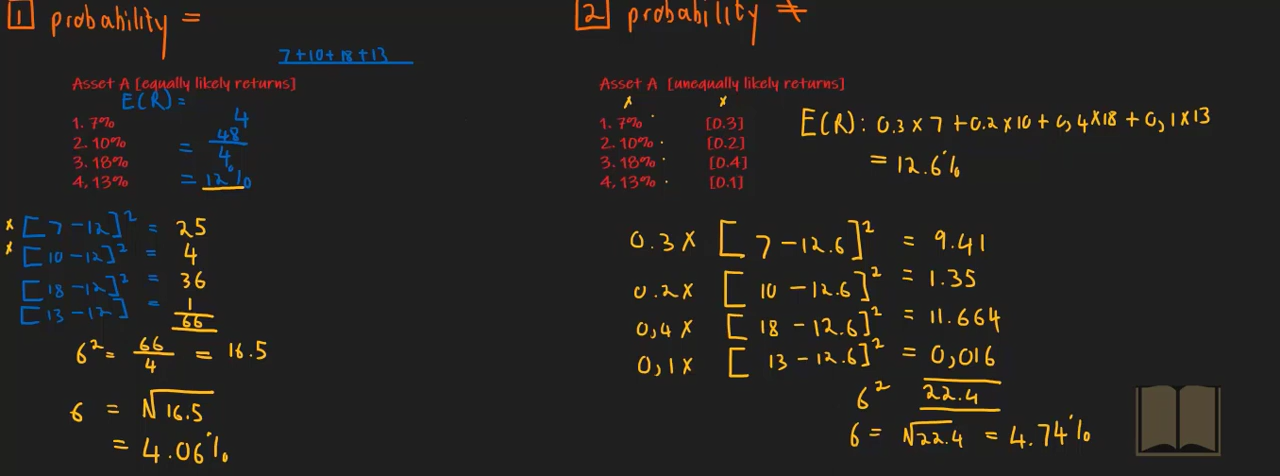 1 probability =
7+10+18+13
Asset A [equally likely returns]
E(R) =
4
1. 7%
2. 10%
3. 18%
4, 13%
= 48
4
= 12%
× [7-12]² = 25
× [10-12]² = 4
[18-12]² = 36
[13-12] = 1
66
6² = 66/4 = 16.5
6 = √16.5
= 4.06%
2 probability ≠
Asset A [unequally likely returns]
× ×
1. 7% [0.3]
2. 10% [0.2]
3. 18% [0.4]
4, 13% [0.1]
E(R): 0.3×7+0.2×10+0,4×18+0,1×13
= 12.6%
0.3× [7-12.6]² = 9.41
0.2× [10-12.6]² = 1.35
0,4× [18-12.6]² = 11.664
0,1× [13-12.6]² = 0,016
6² 22.4
6 = √22.4 = 4.74%